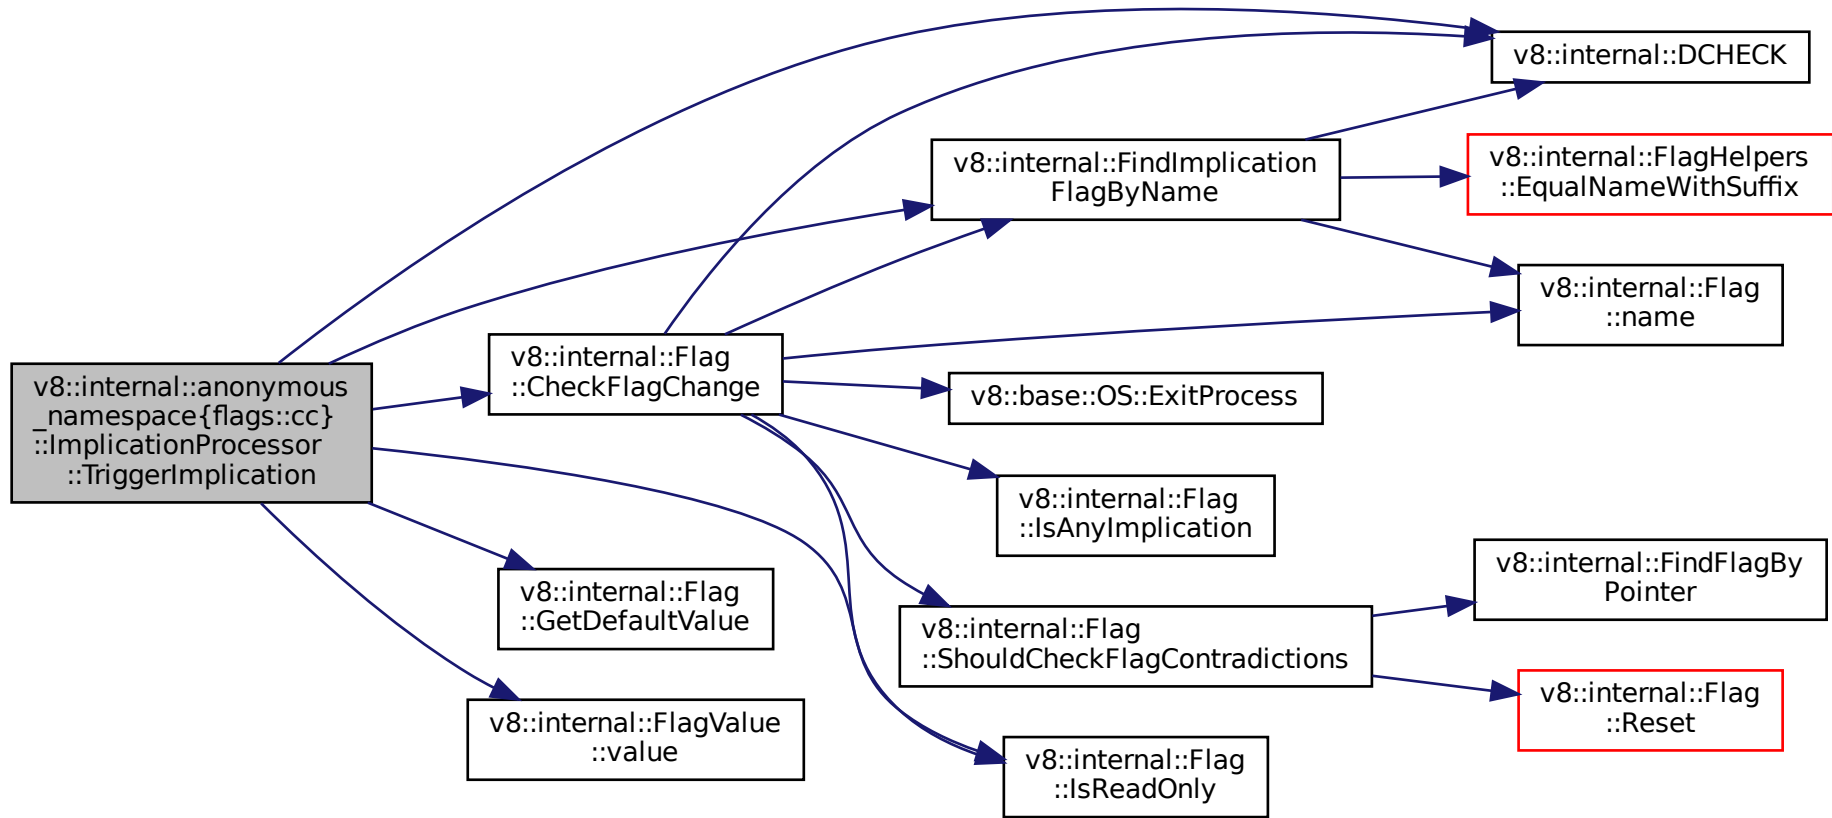 v8::internal::anonymous
_namespace{flags::cc}
::ImplicationProcessor
::TriggerImplication
v8::internal::DCHECK
v8::internal::FindImplication
FlagByName
v8::internal::FlagHelpers
::EqualNameWithSuffix
v8::internal::Flag
::name
v8::internal::Flag
::CheckFlagChange
v8::base::OS::ExitProcess
v8::internal::Flag
::IsAnyImplication
v8::internal::Flag
::GetDefaultValue
v8::internal::Flag
::ShouldCheckFlagContradictions
v8::internal::FindFlagBy
Pointer
v8::internal::Flag
::Reset
v8::internal::FlagValue
::value
v8::internal::Flag
::IsReadOnly